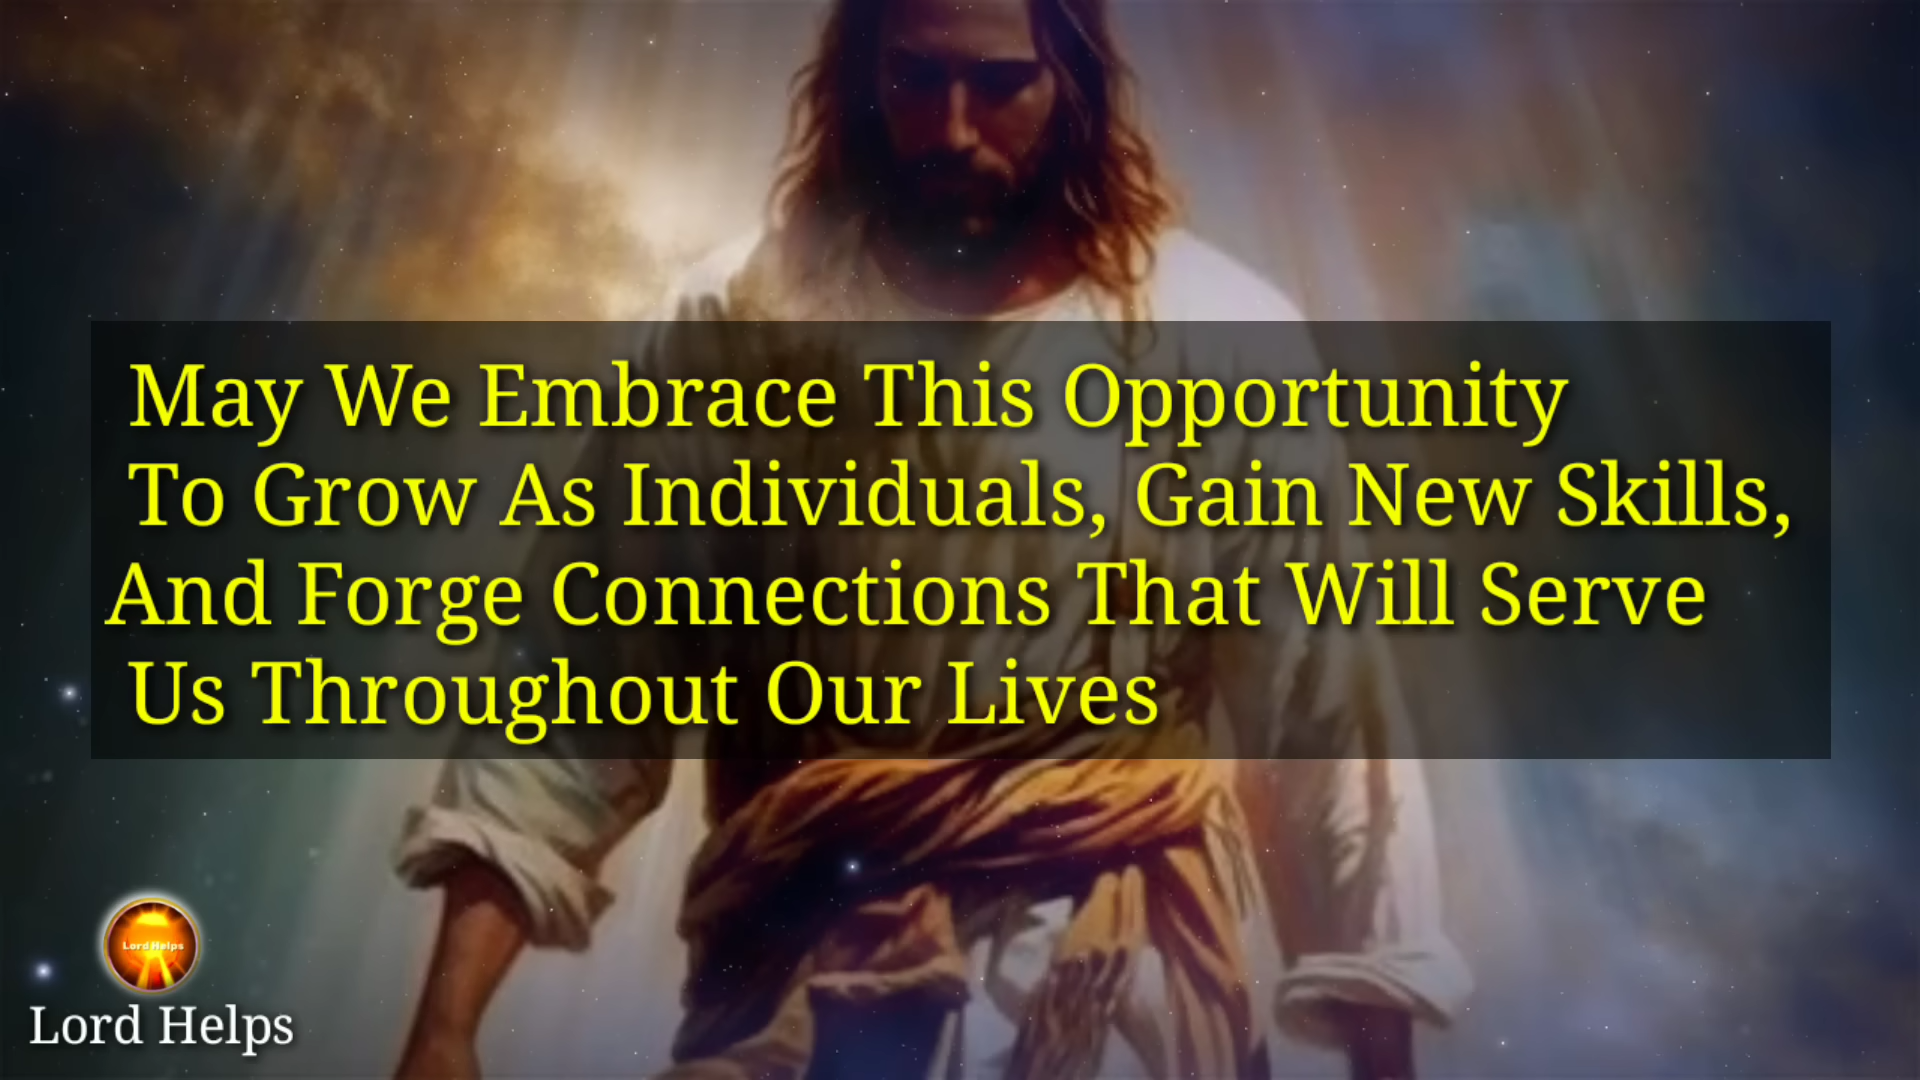 May We Embrace This Opportunity
To Grow As Individuals, Gain New Skills,
And Forge Connections That Will Serve
Us Throughout Our Lives
Lord Helps
Lord Helps